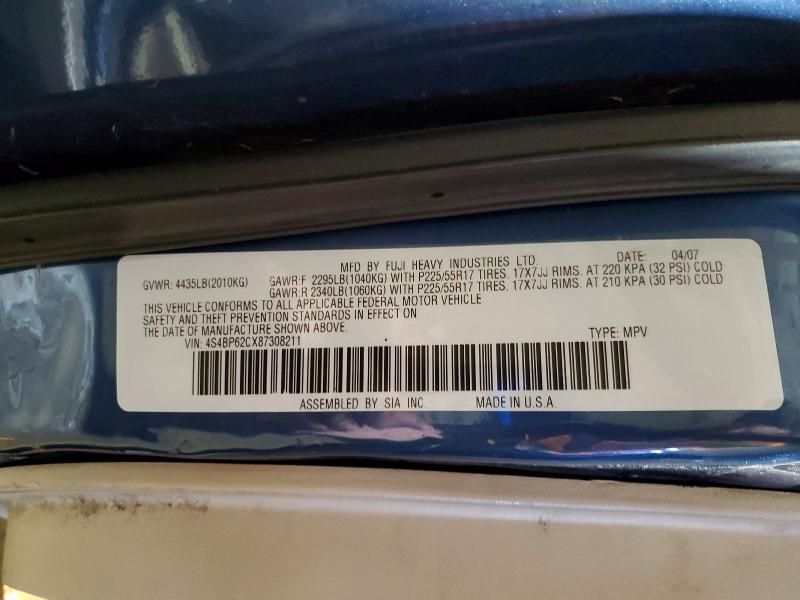 MFD BY FUJI HEAVY INDUSTRIES LTD. DATE: 04/07
GVWR: 4435LB(2010KG) GAWR:F 2295LB(1040KG) WITH P225/55R17 TIRES. 17X7JJ RIMS. AT 220 KPA (32 PSI) COLD
GAWR:R 2340LB(1060KG) WITH P225/55R17 TIRES. 17X7JJ RIMS. AT 210 KPA (30 PSI) COLD
THIS VEHICLE CONFORMS TO ALL APPLICABLE FEDERAL MOTOR VEHICLE
SAFETY AND THEFT PREVENTION STANDARDS IN EFFECT ON
THE DATE OF MANUFACTURE SHOWN ABOVE.
VIN: 4S4BP62CX87308211 TYPE: MPV
ASSEMBLED BY SIA INC. MADE IN U.S.A.